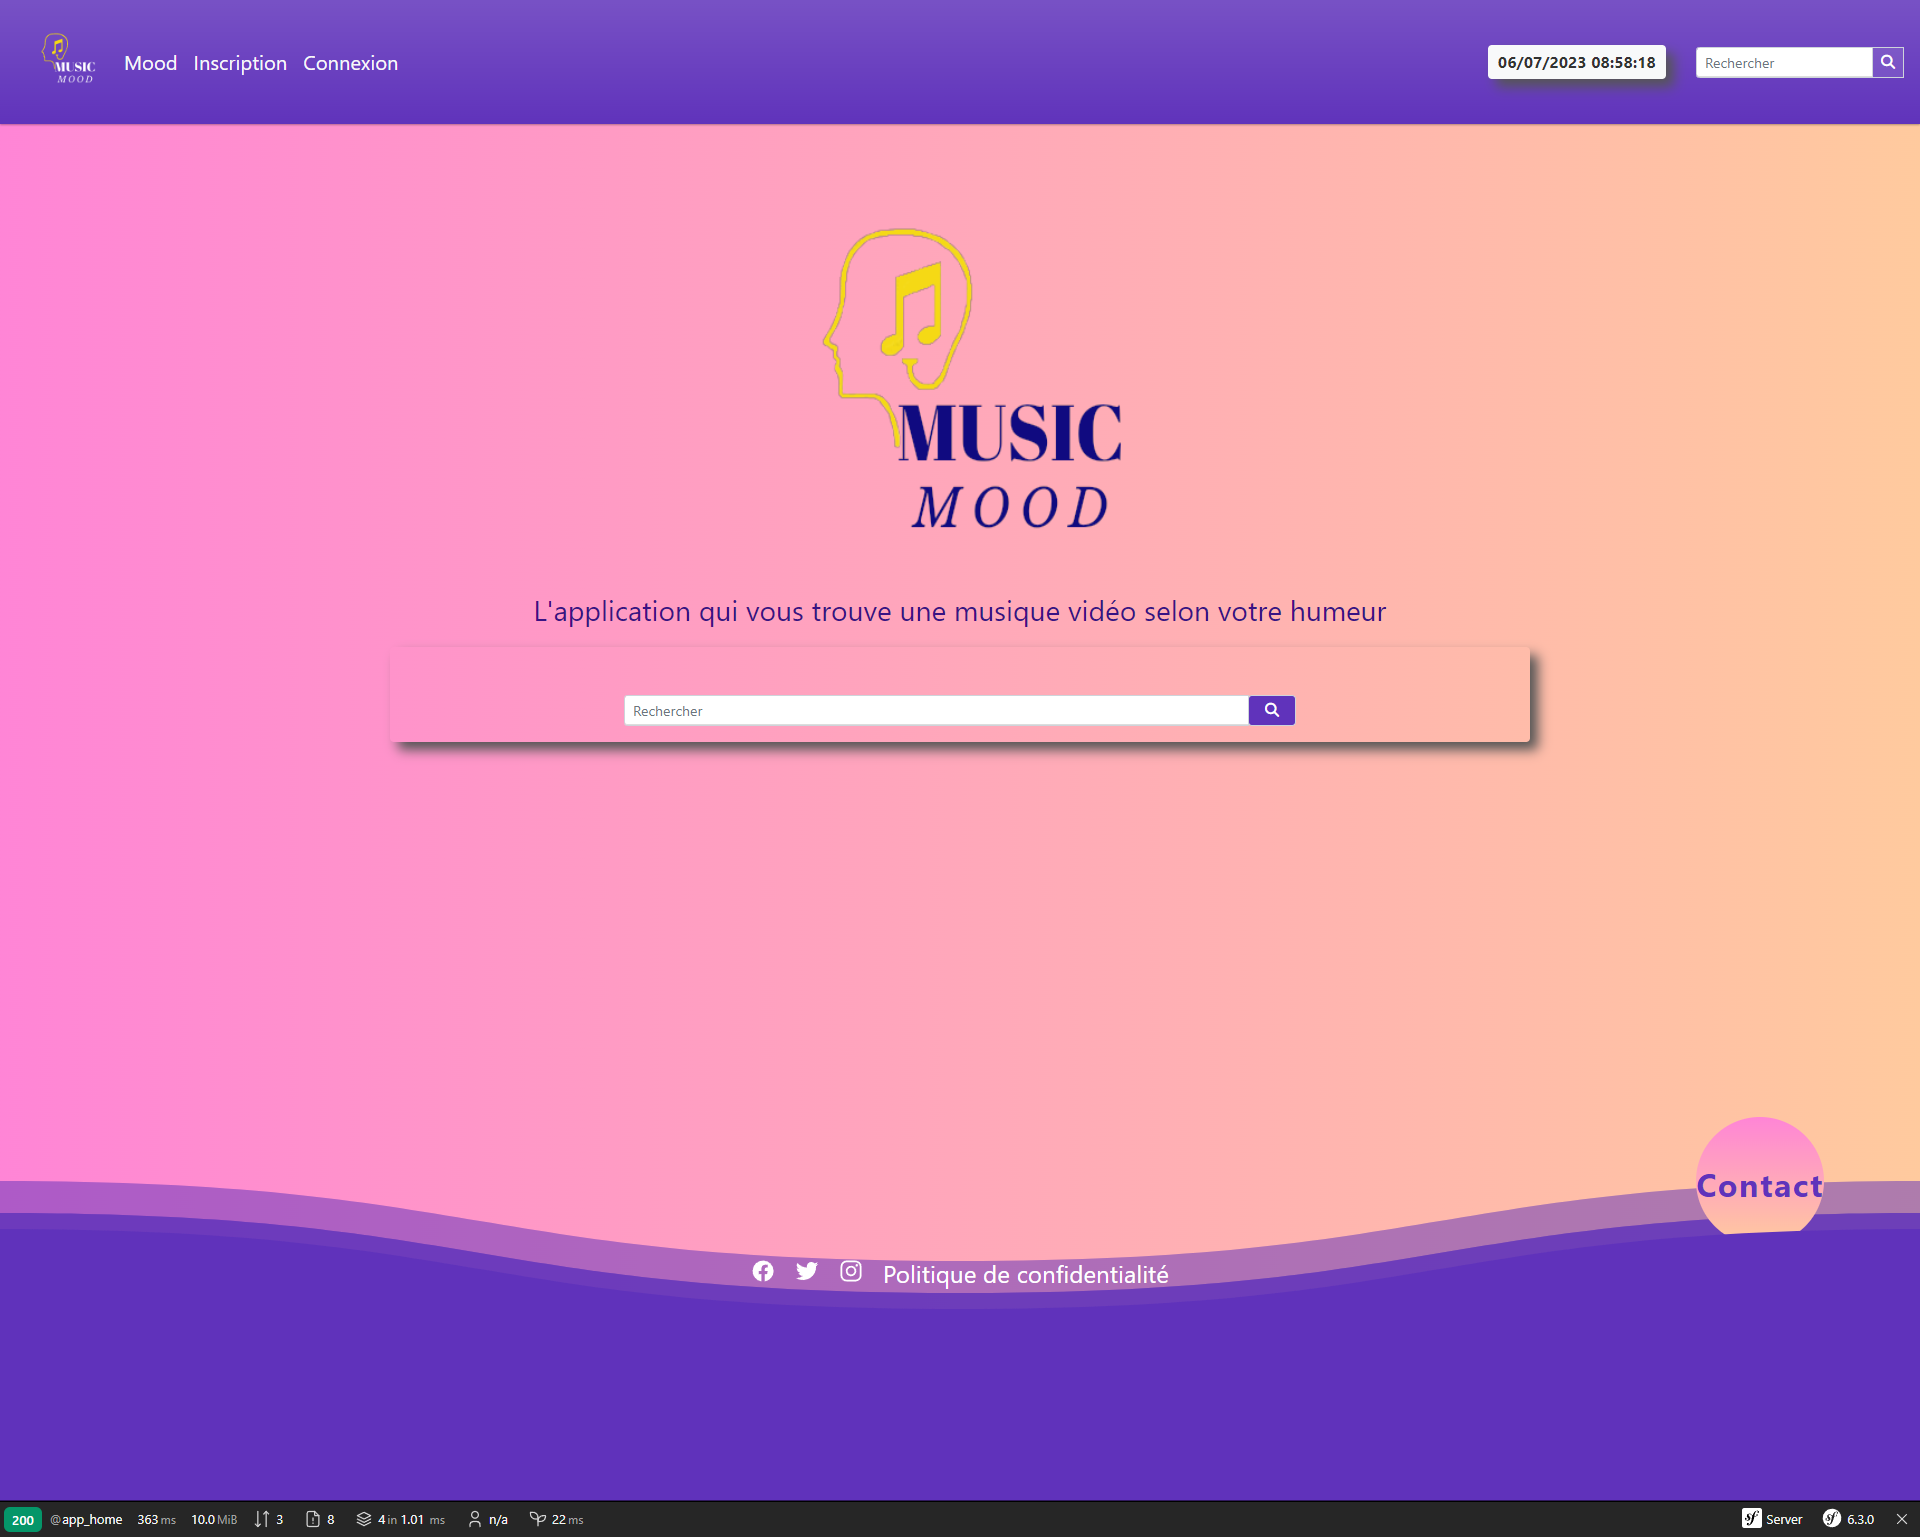 MUSIC
MOOD
Mood Inscription Connexion
06/07/2023 08:58:18
Rechercher
MUSIC
MOOD
L'application qui vous trouve une musique vidéo selon votre humeur
Rechercher
Contact
Politique de confidentialité
200 @app_home 363 ms 10.0 MiB 3 8 4 in 1.01 ms n/a 22 ms Server 6.3.0